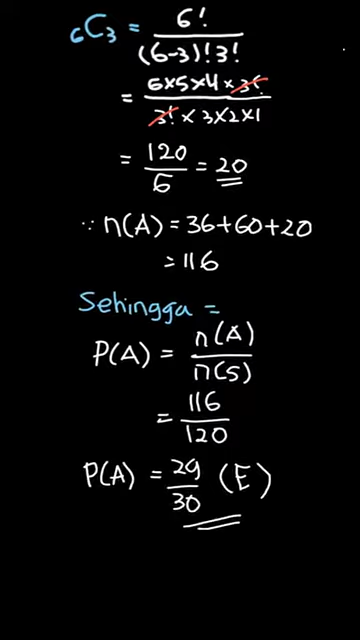 ₆C₃ = 6! / (6-3)! 3!
= 6×5×4×3! / 3!×3×2×1
= 120 / 6 = 20
∵ n(A) = 36+60+20
= 116
Sehingga =
P(A) = n(A) / n(S)
= 116 / 120
P(A) = 29 / 30 (E)